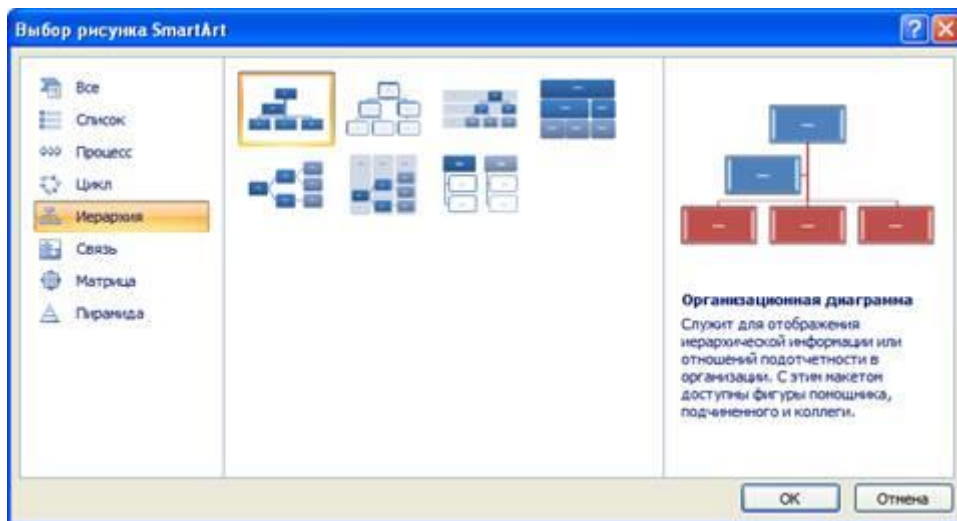 Выбор рисунка SmartArt
Все
Список
Процесс
Цикл
Иерархия
Связь
Матрица
Пирамида
Организационная диаграмма
Служит для отображения
иерархической информации или
отношений подотчетности в
организации. С этим макетом
доступны фигуры помощника,
подчиненного и коллеги.
ОК
Отмена